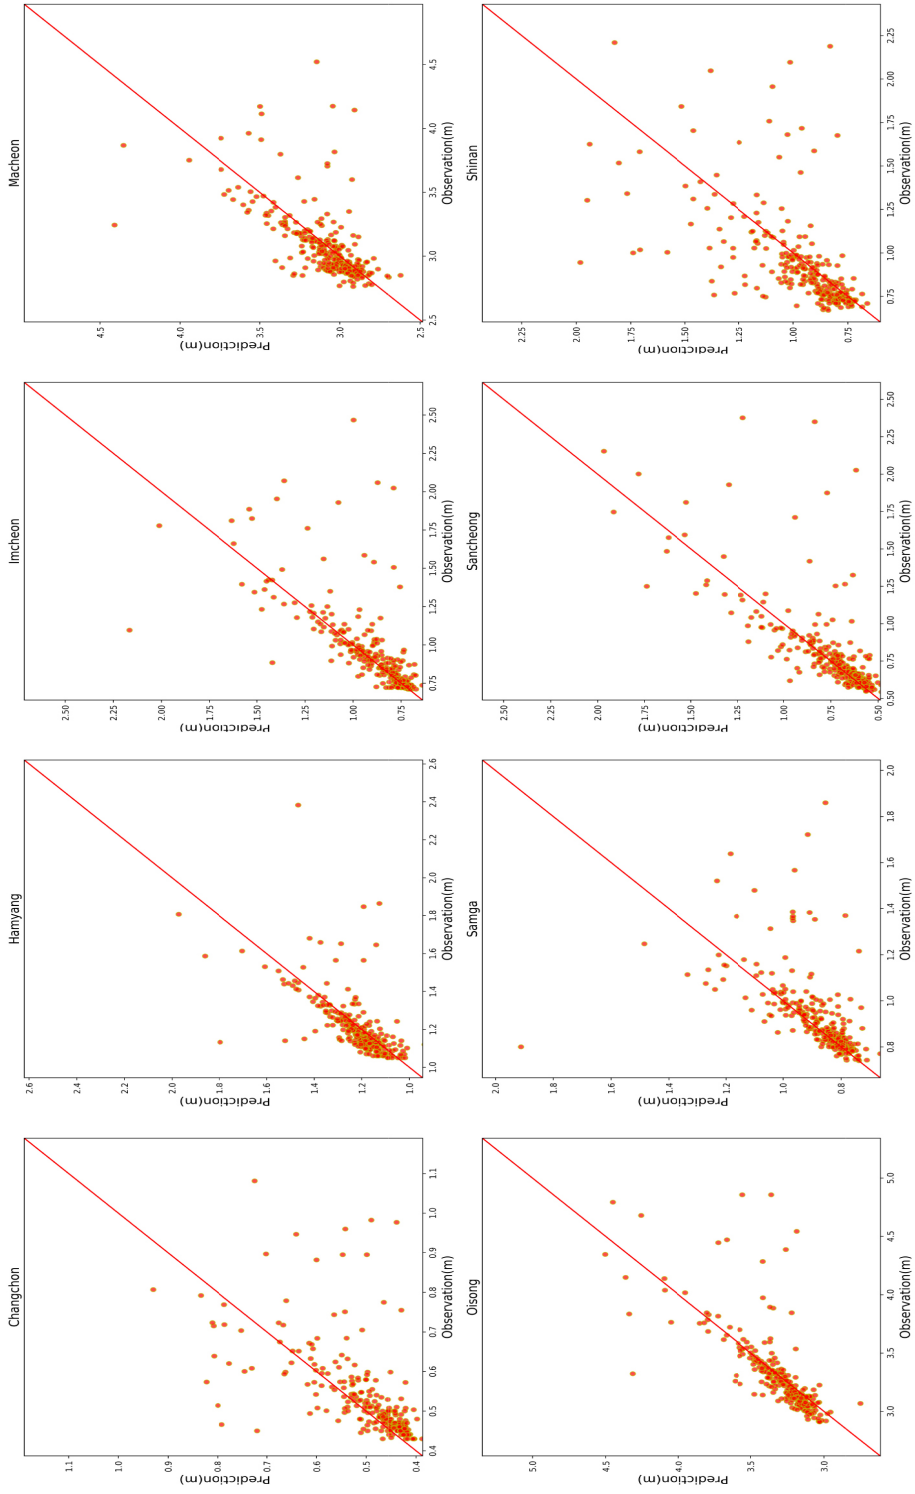 Changchon
Prediction(m)
1.1
1.0
0.9
0.8
0.7
0.6
0.5
0.4
0.4 0.5 0.6 0.7 0.8 0.9 1.0 1.1
Observation(m)
Hamyang
Prediction(m)
2.6
2.4
2.2
2.0
1.8
1.6
1.4
1.2
1.0
1.0 1.2 1.4 1.6 1.8 2.0 2.2 2.4 2.6
Observation(m)
Imcheon
Prediction(m)
2.50
2.25
2.00
1.75
1.50
1.25
1.00
0.75
0.75 1.00 1.25 1.50 1.75 2.00 2.25 2.50
Observation(m)
Macheon
Prediction(m)
4.5
4.0
3.5
3.0
2.5
2.5 3.0 3.5 4.0 4.5
Observation(m)
Oisong
Prediction(m)
5.0
4.5
4.0
3.5
3.0
3.0 3.5 4.0 4.5 5.0
Observation(m)
Samga
Prediction(m)
2.0
1.8
1.6
1.4
1.2
1.0
0.8
0.8 1.0 1.2 1.4 1.6 1.8 2.0
Observation(m)
Sancheong
Prediction(m)
2.50
2.25
2.00
1.75
1.50
1.25
1.00
0.75
0.50
0.50 0.75 1.00 1.25 1.50 1.75 2.00 2.25 2.50
Observation(m)
Shinan
Prediction(m)
2.25
2.00
1.75
1.50
1.25
1.00
0.75
0.75 1.00 1.25 1.50 1.75 2.00 2.25
Observation(m)